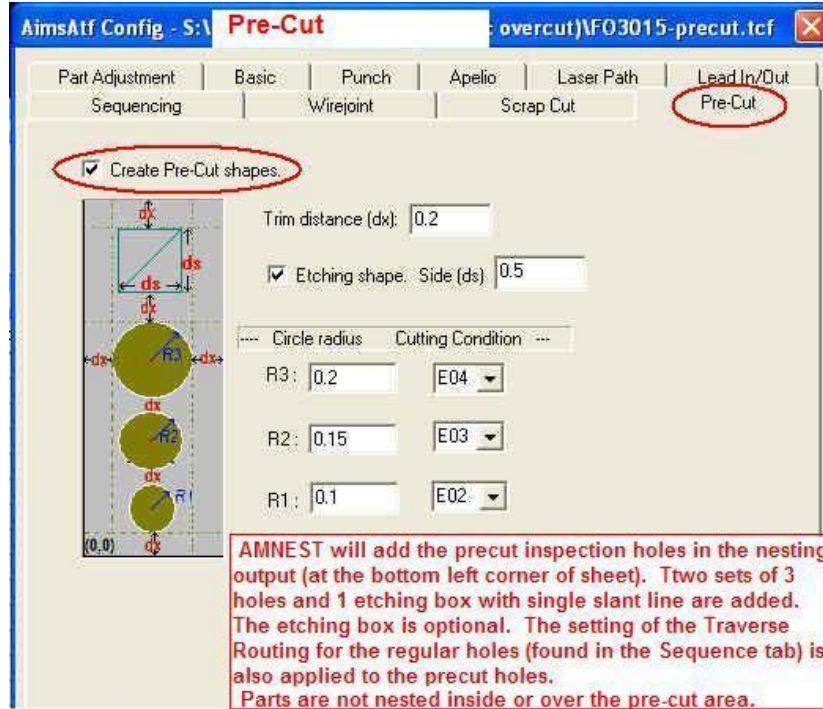 AimsAtf Config - S:\ Pre-Cut overcut)\FO3015-precut.tcf
Part Adjustment Basic Punch Apelio Laser Path Lead In/Out
Sequencing Wirejoint Scrap Cut Pre-Cut
Create Pre-Cut shapes.
dx
Trim distance (dx): 0.2
ds
ds
Etching shape. Side (ds) 0.5
dx
---- Circle radius Cutting Condition ---
dx R3 dx
R3 : 0.2 E04
dx
R2
R2 : 0.15 E03
dx
R1
R1 : 0.1 E02
(0,0) dx
AMNEST will add the precut inspection holes in the nesting
output (at the bottom left corner of sheet). Ttwo sets of 3
holes and 1 etching box with single slant line are added.
The etching box is optional. The setting of the Traverse
Routing for the regular holes (found in the Sequence tab) is
also applied to the precut holes.
Parts are not nested inside or over the pre-cut area.